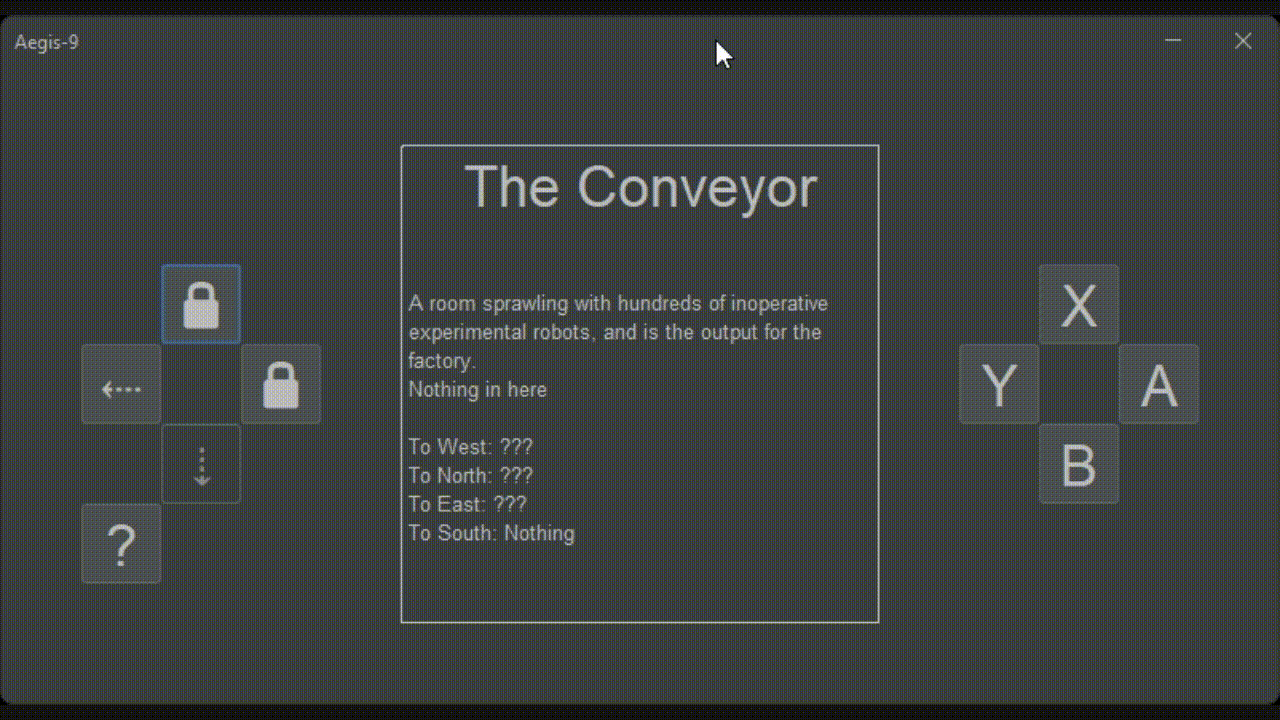 Aegis-9
The Conveyor
A room sprawling with hundreds of inoperative
experimental robots, and is the output for the
factory.
Nothing in here
To West: ???
To North: ???
To East: ???
To South: Nothing
?
X
Y
A
B